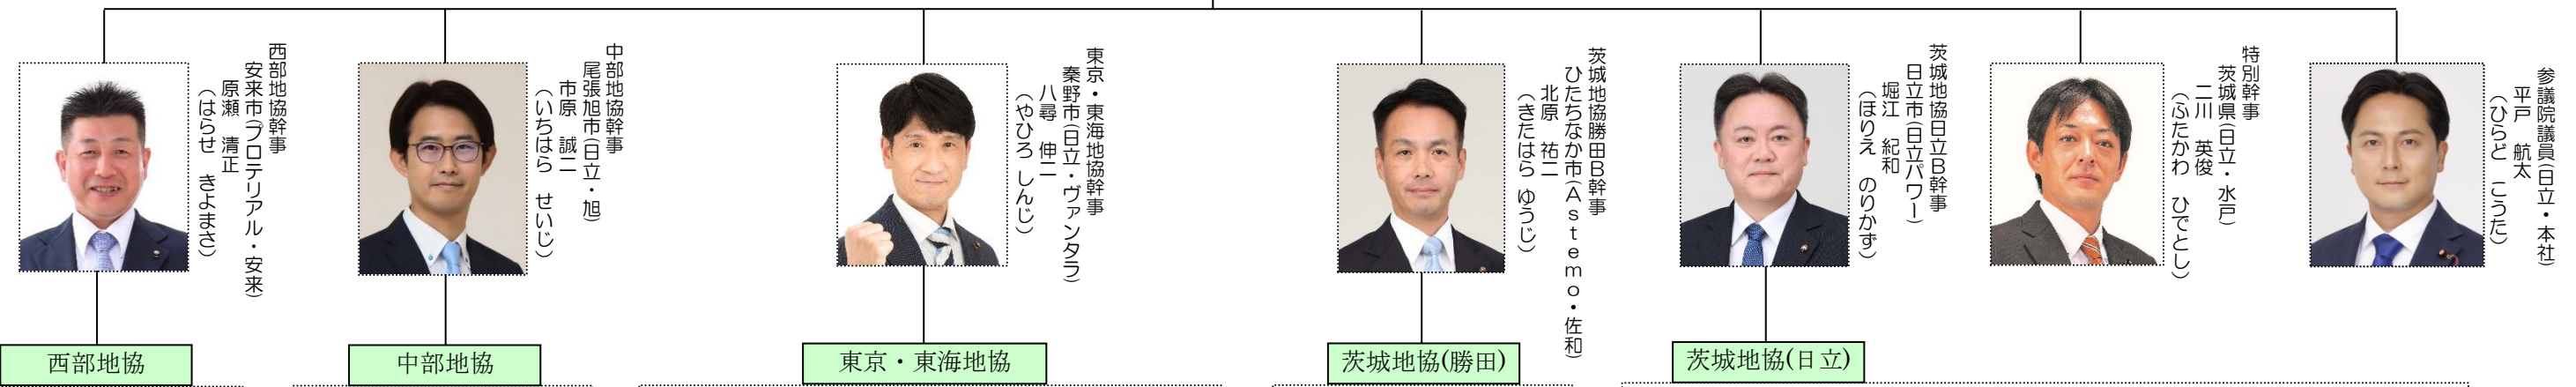 西部地協幹事
安来市(プロテリアル・安来)
原瀬 清正
(はらせ きよまさ)
中部地協幹事
尾張旭市(日立・旭)
市原 誠二
(いちはら せいじ)
東京・東海地協幹事
秦野市(日立・ヴァンタラ)
八尋 伸二
(やひろ しんじ)
茨城地協勝田B幹事
ひたちなか市(Astemo・佐和)
北原 祐二
(きたはら ゆうじ)
茨城地協日立B幹事
日立市(日立パワー)
堀江 紀和
(ほりえ のりかず)
特別幹事
茨城県(日立・水戸)
二川 英俊
(ふたかわ ひでとし)
参議院議員(日立・本社)
平戸 航太
(ひらど こうた)
西部地協
中部地協
東京・東海地協
茨城地協(勝田)
茨城地協(日立)